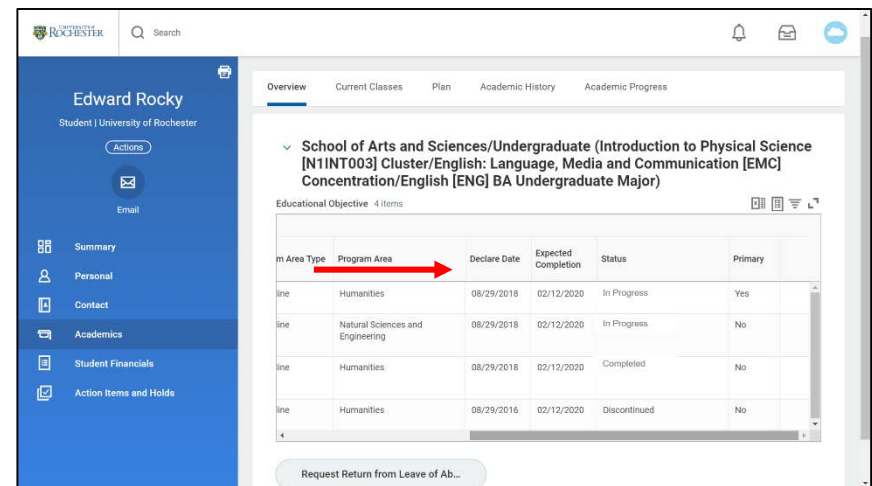 UNIVERSITY of
ROCHESTER
Search
Edward Rocky
Student | University of Rochester
Actions
Email
Summary
Personal
Contact
Academics
Student Financials
Action Items and Holds
Overview Current Classes Plan Academic History Academic Progress
School of Arts and Sciences/Undergraduate (Introduction to Physical Science
[N1INT003] Cluster/English: Language, Media and Communication [EMC]
Concentration/English [ENG] BA Undergraduate Major)
Educational Objective 4 items
m Area Type Program Area Declare Date Expected Completion Status Primary
line Humanities 08/29/2018 02/12/2020 In Progress Yes
line Natural Sciences and Engineering 08/29/2018 02/12/2020 In Progress No
line Humanities 08/29/2018 02/12/2020 Completed No
line Humanities 08/29/2016 02/12/2020 Discontinued No
Request Return from Leave of Ab...